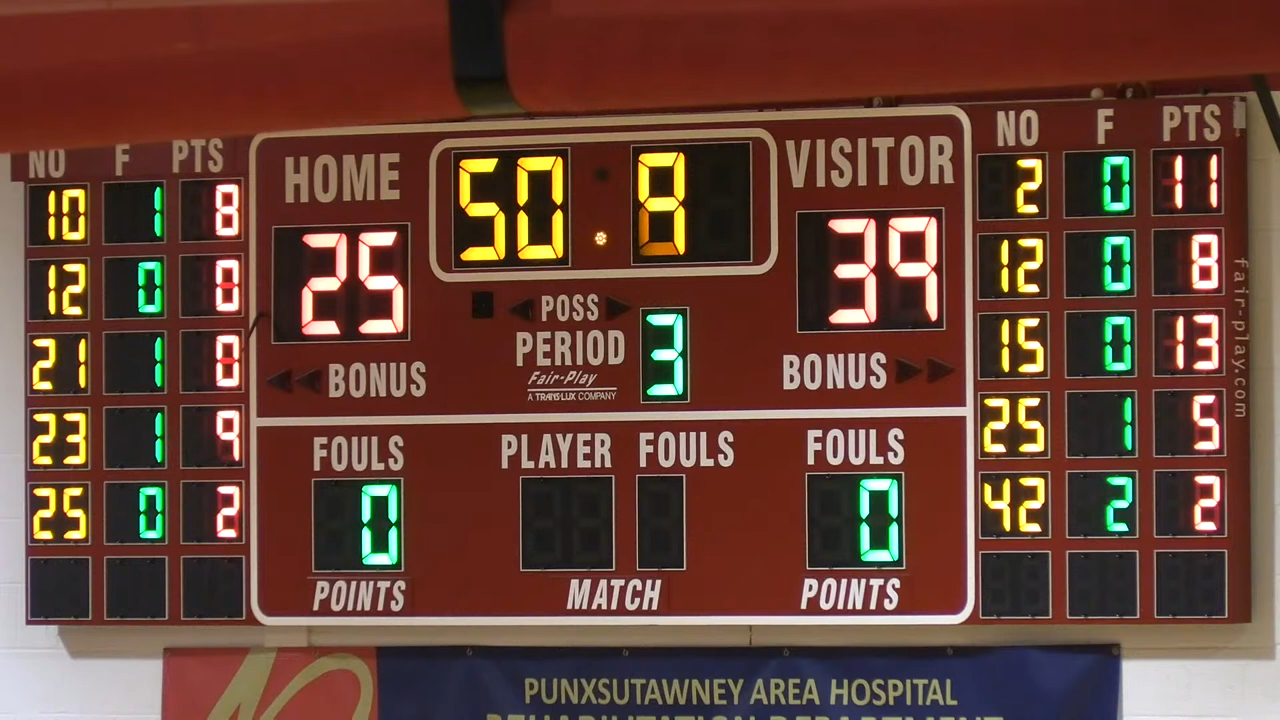 NO F PTS
10 1 8
12 0 0
21 1 0
23 1 9
25 0 2
HOME
25
50.8
VISITOR
39
POSS
PERIOD 3
Fair-Play
A TRANS-LUX COMPANY
BONUS
BONUS
FOULS
0
POINTS
PLAYER FOULS
MATCH
FOULS
0
POINTS
NO F PTS
2 0 11
12 0 8
15 0 13
25 1 5
42 2 2
fair-play.com
PUNXSUTAWNEY AREA HOSPITAL
REHABILITATION DEPARTMENT